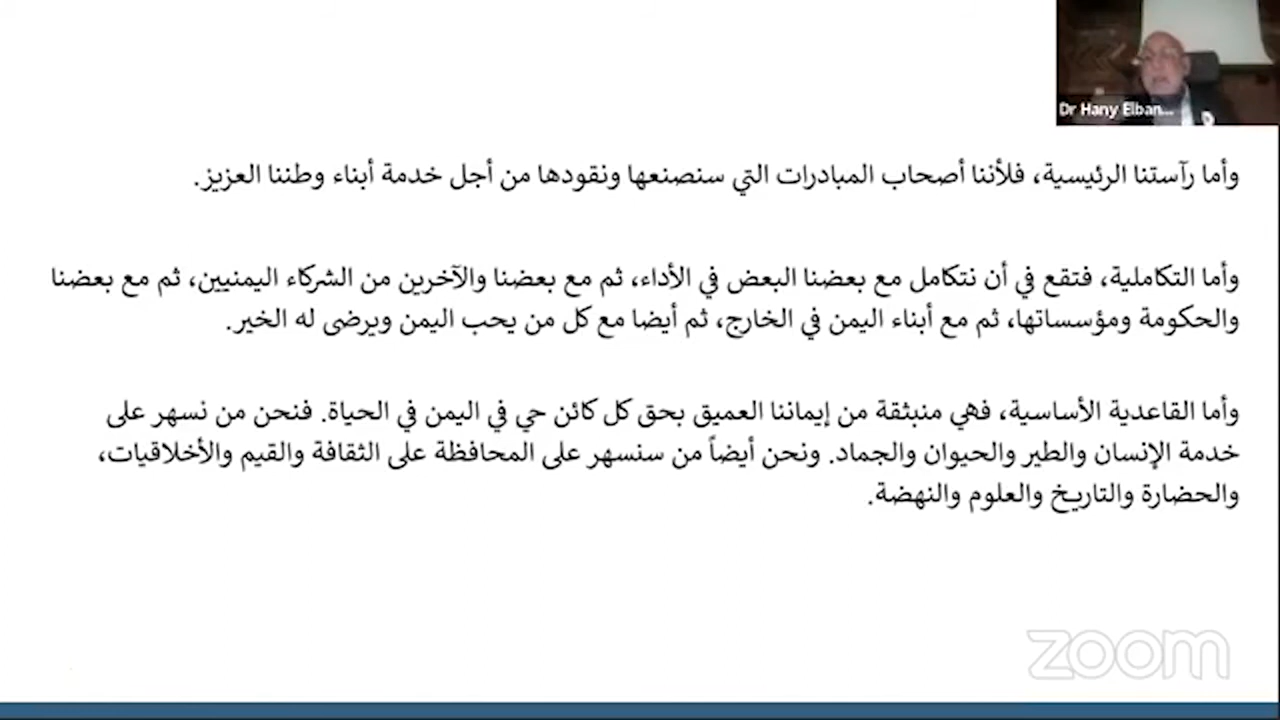 Dr Hany Elban...
وأما رآستنا الرئيسية، فلأننا أصحاب المبادرات التي سنصنعها ونقودها من أجل خدمة أبناء وطننا العزيز.
وأما التكاملية، فتقع في أن نتكامل مع بعضنا البعض في الأداء، ثم مع بعضنا والآخرين من الشركاء اليمنيين، ثم مع بعضنا
والحكومة ومؤسساتها، ثم مع أبناء اليمن في الخارج، ثم أيضا مع كل من يحب اليمن ويرضى له الخير.
وأما القاعدية الأساسية، فهي منبثقة من إيماننا العميق بحق كل كائن حي في اليمن في الحياة. فنحن من نسهر على
خدمة الإنسان والطير والحيوان والجماد. ونحن أيضاً من سنسهر على المحافظة على الثقافة والقيم والأخلاقيات،
والحضارة والتاريخ والعلوم والنهضة.
zoom